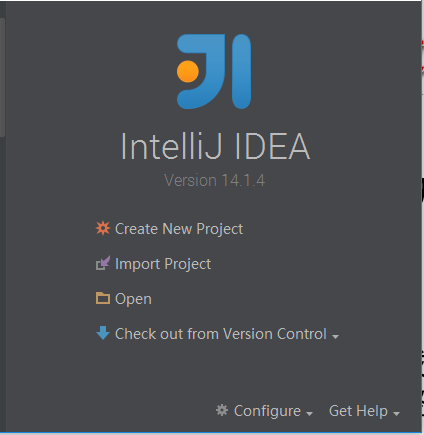 IntelliJ IDEA
Version 14.1.4
Create New Project
Import Project
Open
Check out from Version Control
Configure Get Help